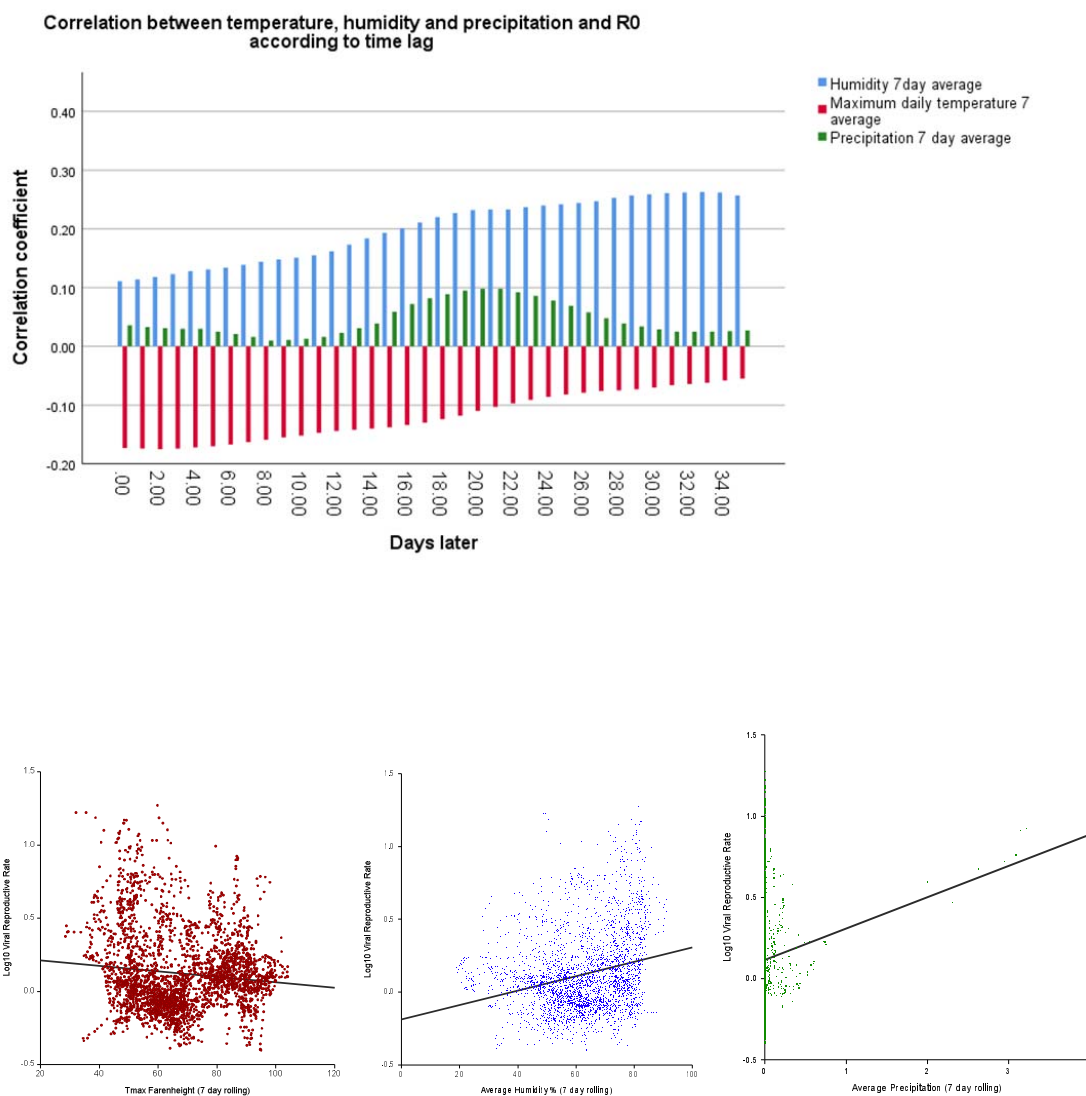 Correlation between temperature, humidity and precipitation and R0
according to time lag
Humidity 7day average
Maximum daily temperature 7
average
Precipitation 7 day average
Correlation coefficient
0.40
0.30
0.20
0.10
0.00
-0.10
-0.20
.00 2.00 4.00 6.00 8.00 10.00 12.00 14.00 16.00 18.00 20.00 22.00 24.00 26.00 28.00 30.00 32.00 34.00
Days later
Log10 Viral Reproductive Rate
1.5
1.0
0.5
0.0
-0.5
20 40 60 80 100 120
Tmax Farenheight (7 day rolling)
Log10 Viral Reproductive Rate
1.5
1.0
0.5
0.0
-0.5
0 20 40 60 80 100
Average Humidity % (7 day rolling)
Log10 Viral Reproductive Rate
1.5
1.0
0.5
0.0
-0.5
0 1 2 3
Average Precipitation (7 day rolling)